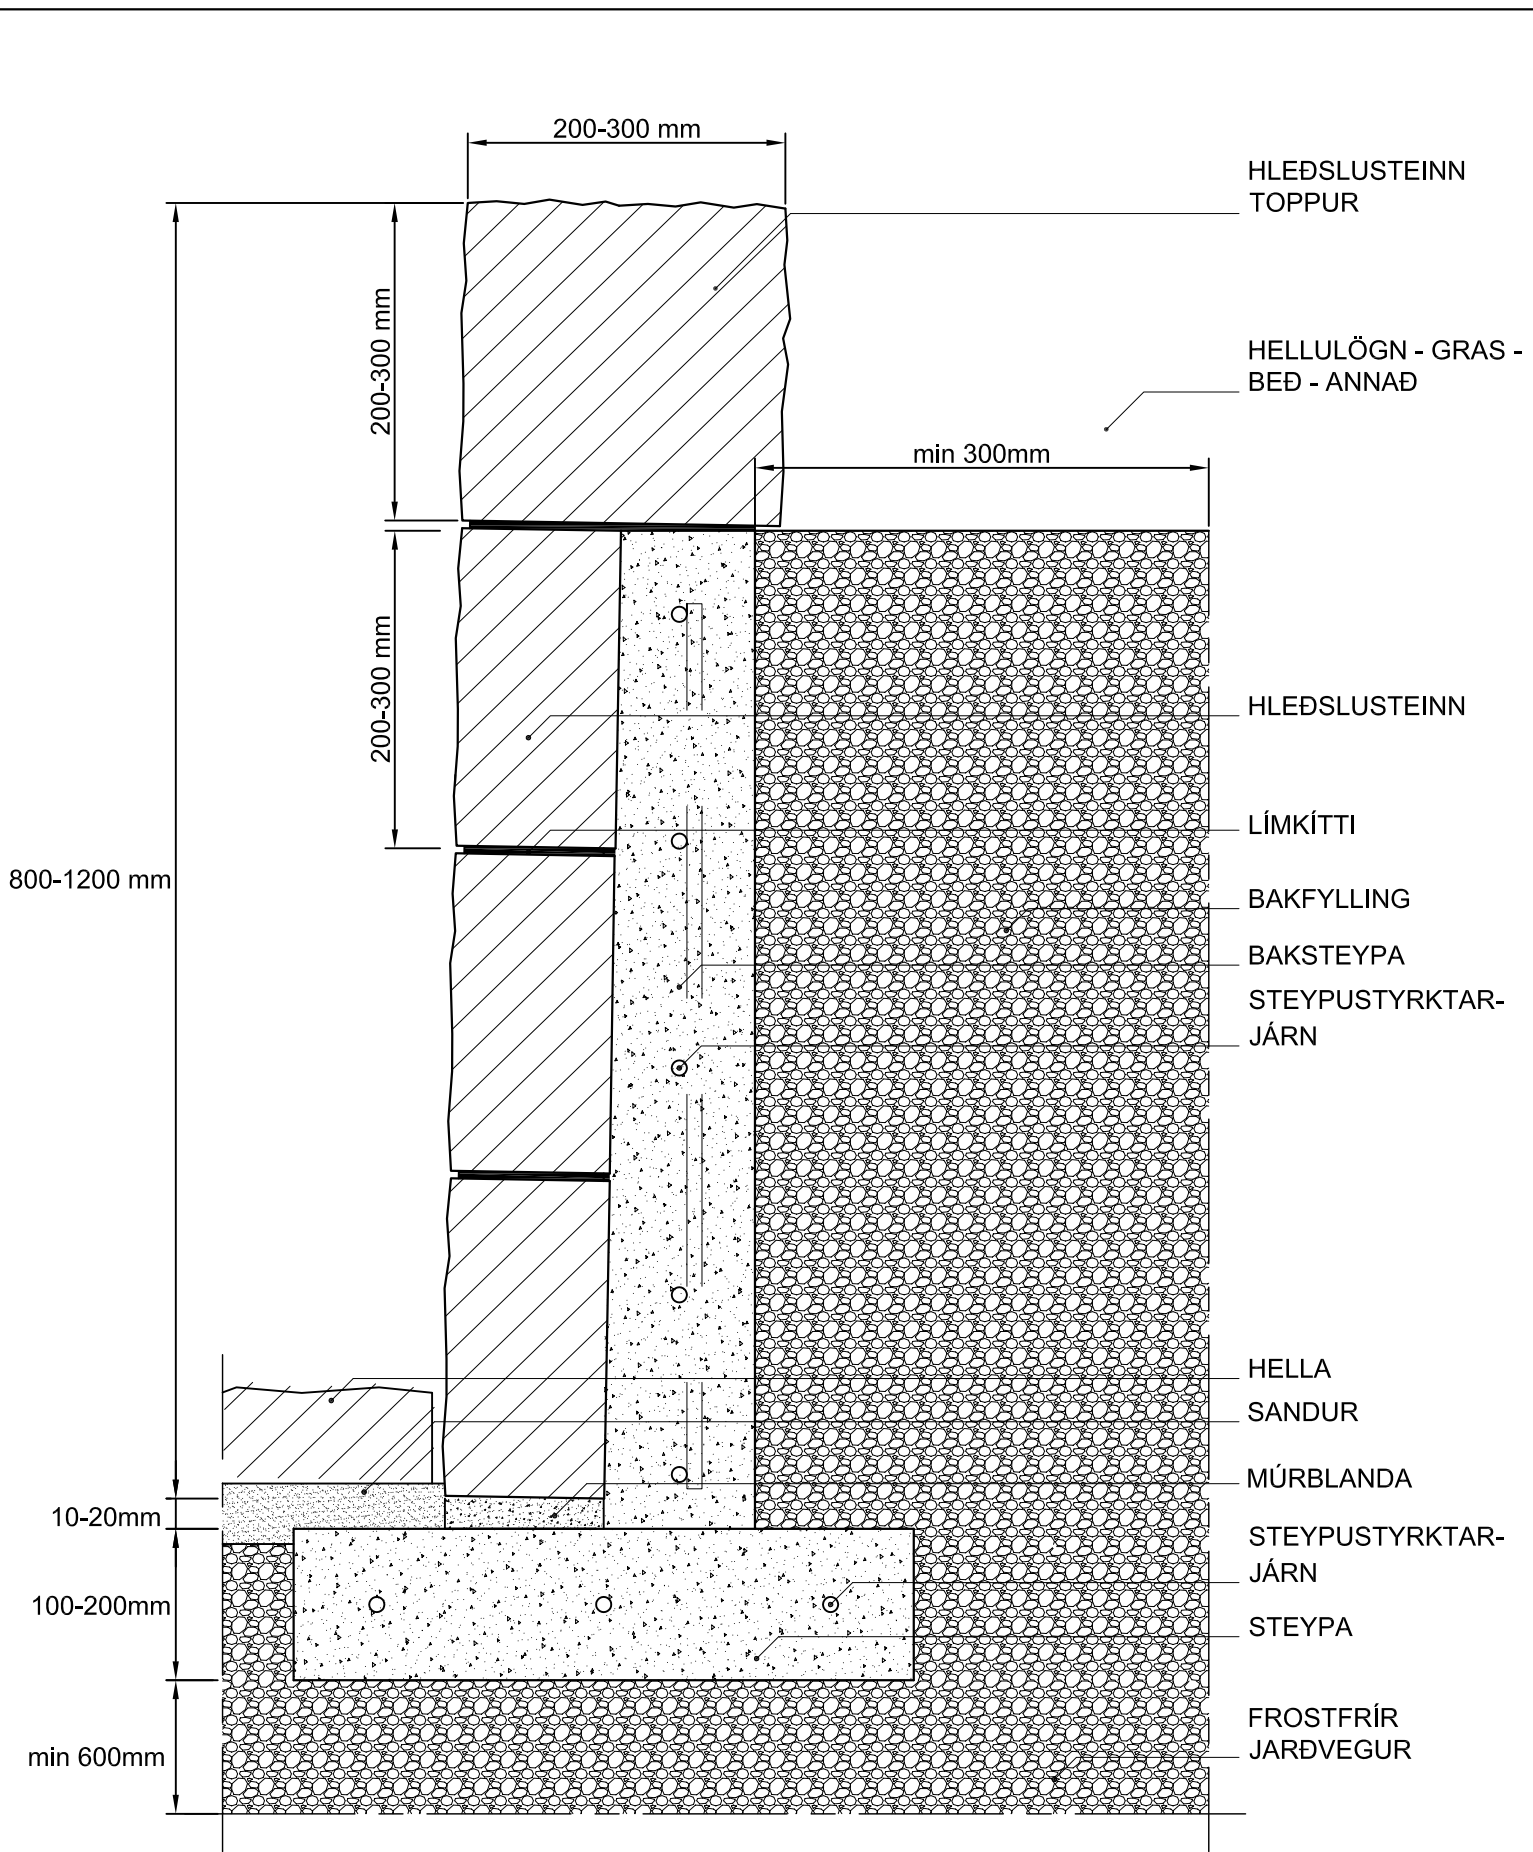 200-300 mm
HLEÐSLUSTEINN
TOPPUR
200-300 mm
HELLULÖGN - GRAS -
BEÐ - ANNAÐ
min 300mm
200-300 mm
HLEÐSLUSTEINN
LÍMKÍTTI
800-1200 mm
BAKFYLLING
BAKSTEYPA
STEYPUSTYRKTAR-
JÁRN
HELLA
SANDUR
MÚRBLANDA
10-20mm
STEYPUSTYRKTAR-
JÁRN
100-200mm
STEYPA
FROSTFRÍR
JARÐVEGUR
min 600mm